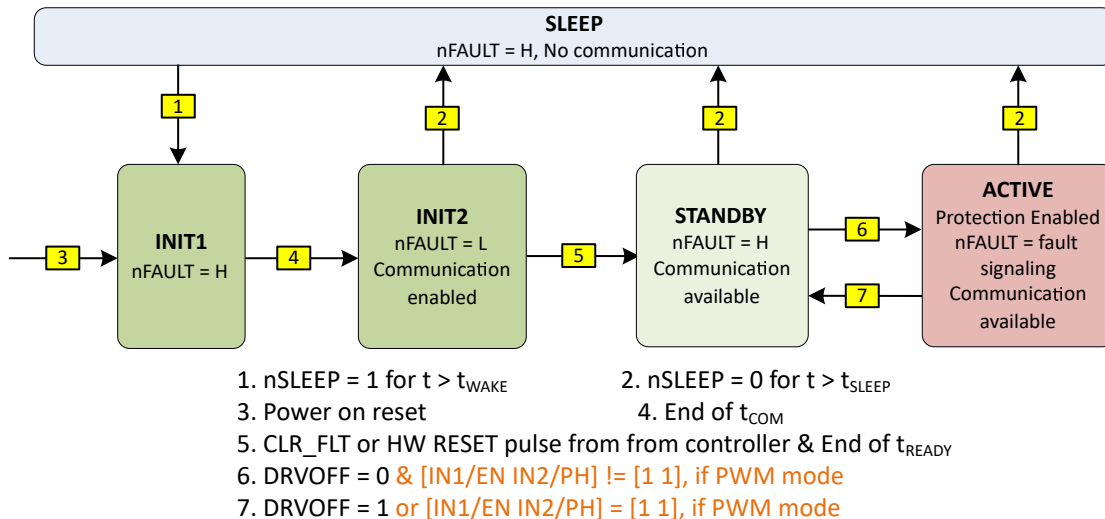 SLEEP
nFAULT = H, No communication
1
2
2
2
INIT1
nFAULT = H
INIT2
nFAULT = L
Communication
enabled
STANDBY
nFAULT = H
Communication
available
ACTIVE
Protection Enabled
nFAULT = fault
signaling
Communication
available
3
4
5
6
7
1. nSLEEP = 1 for t > tWAKE
2. nSLEEP = 0 for t > tSLEEP
3. Power on reset
4. End of tCOM
5. CLR_FLT or HW RESET pulse from from controller & End of tREADY
6. DRVOFF = 0 & [IN1/EN IN2/PH] != [1 1], if PWM mode
7. DRVOFF = 1 or [IN1/EN IN2/PH] = [1 1], if PWM mode